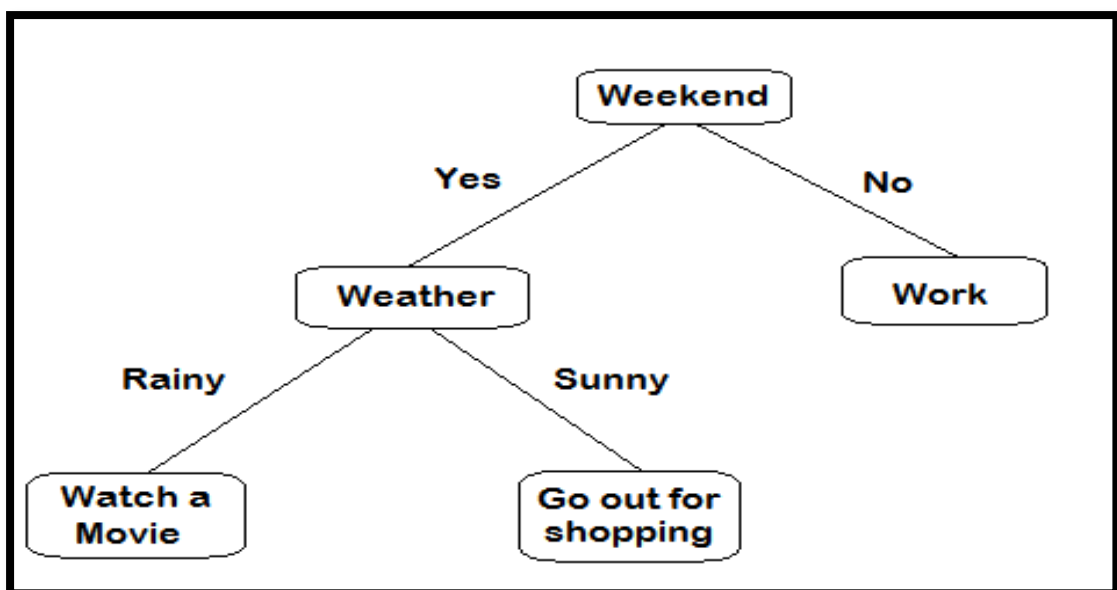 Weekend
Yes
No
Weather
Work
Rainy
Sunny
Watch a
Movie
Go out for
shopping